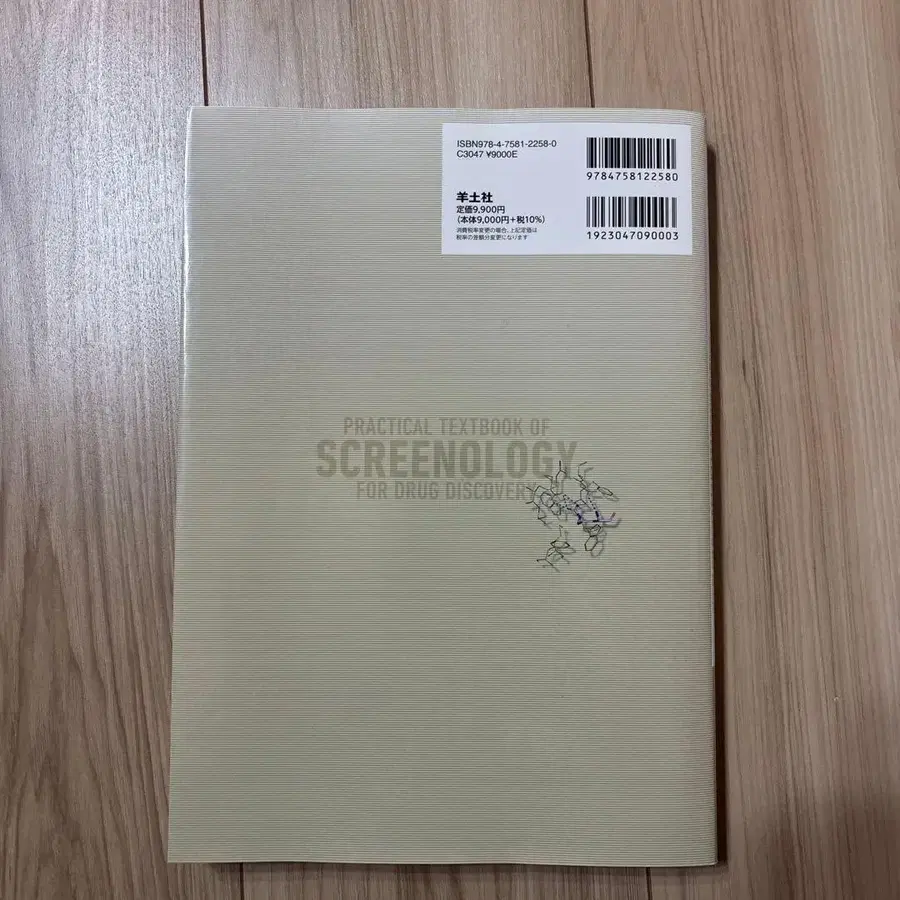 ISBN978-4-7581-2258-0
C3047 ¥9000E
9784758122580
羊土社
定価9,900円
(本体9,000円+税10%)
消費税率変更の場合、上記定価は
税率の差額分変更になります
1923047090003
PRACTICAL TEXTBOOK OF
SCREENOLOGY
FOR DRUG DISCOVERY